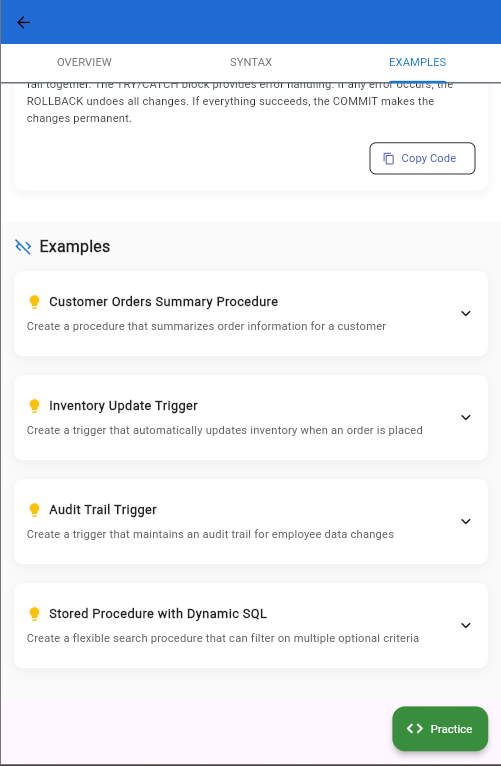 OVERVIEW
SYNTAX
EXAMPLES
fail together. The TRY/CATCH block provides error handling. If any error occurs, the
ROLLBACK undoes all changes. If everything succeeds, the COMMIT makes the
changes permanent.
Copy Code
Examples
Customer Orders Summary Procedure
Create a procedure that summarizes order information for a customer
Inventory Update Trigger
Create a trigger that automatically updates inventory when an order is placed
Audit Trail Trigger
Create a trigger that maintains an audit trail for employee data changes
Stored Procedure with Dynamic SQL
Create a flexible search procedure that can filter on multiple optional criteria
Practice